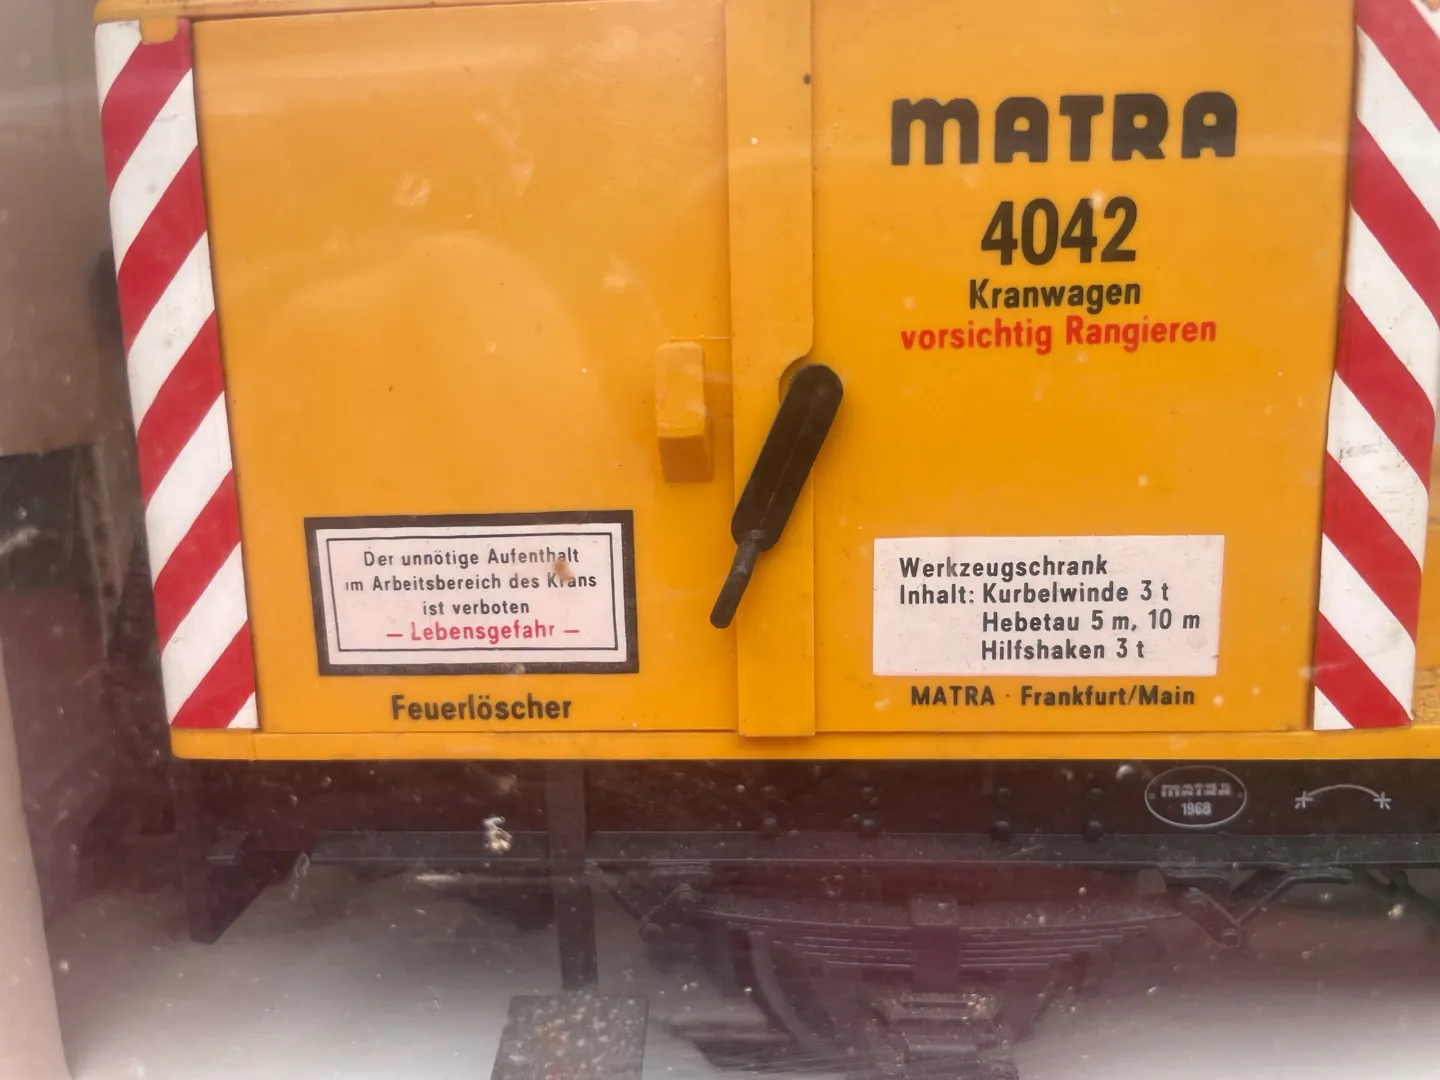 MATRA
4042
Kranwagen
vorsichtig Rangieren
Der unnötige Aufenthalt
im Arbeitsbereich des Krans
ist verboten
— Lebensgefahr —
Feuerlöscher
Werkzeugschrank
Inhalt: Kurbelwinde 3 t
Hebetau 5 m, 10 m
Hilfshaken 3 t
MATRA · Frankfurt/Main
MATRA
1968